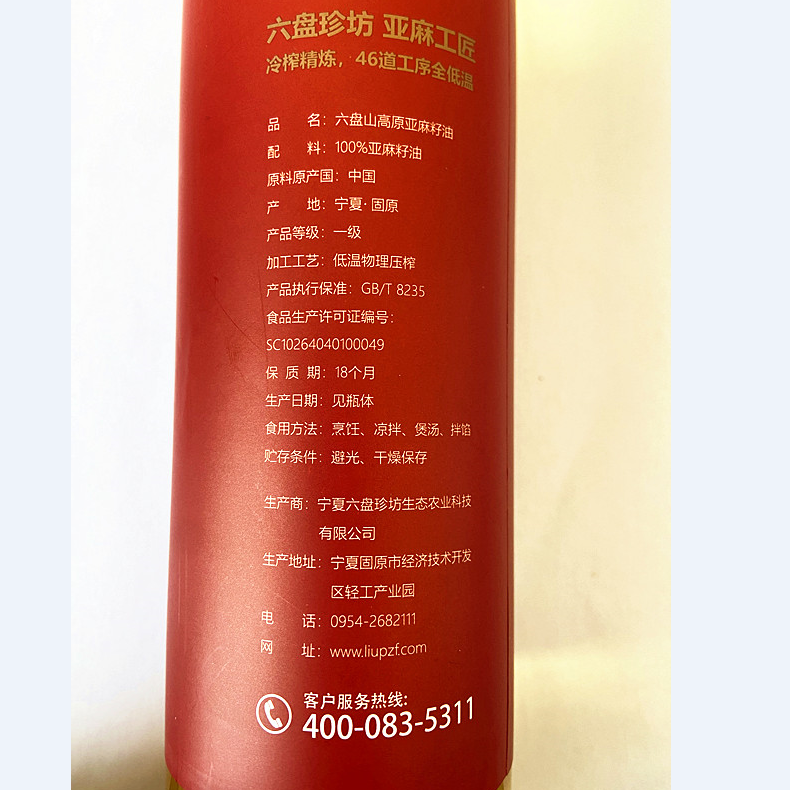 六盘珍坊 亚麻工匠
冷榨精炼，46道工序全低温
品 名：六盘山高原亚麻籽油
配 料：100%亚麻籽油
原料原产国：中国
产 地：宁夏·固原
产品等级：一级
加工工艺：低温物理压榨
产品执行保准：GB/T 8235
食品生产许可证编号：
SC10264040100049
保 质 期：18个月
生产日期：见瓶体
食用方法：烹饪、凉拌、煲汤、拌馅
贮存条件：避光、干燥保存
生产商：宁夏六盘珍坊生态农业科技
有限公司
生产地址：宁夏固原市经济技术开发
区轻工产业园
电 话：0954-2682111
网 址：www.liupzf.com
客户服务热线:
400-083-5311